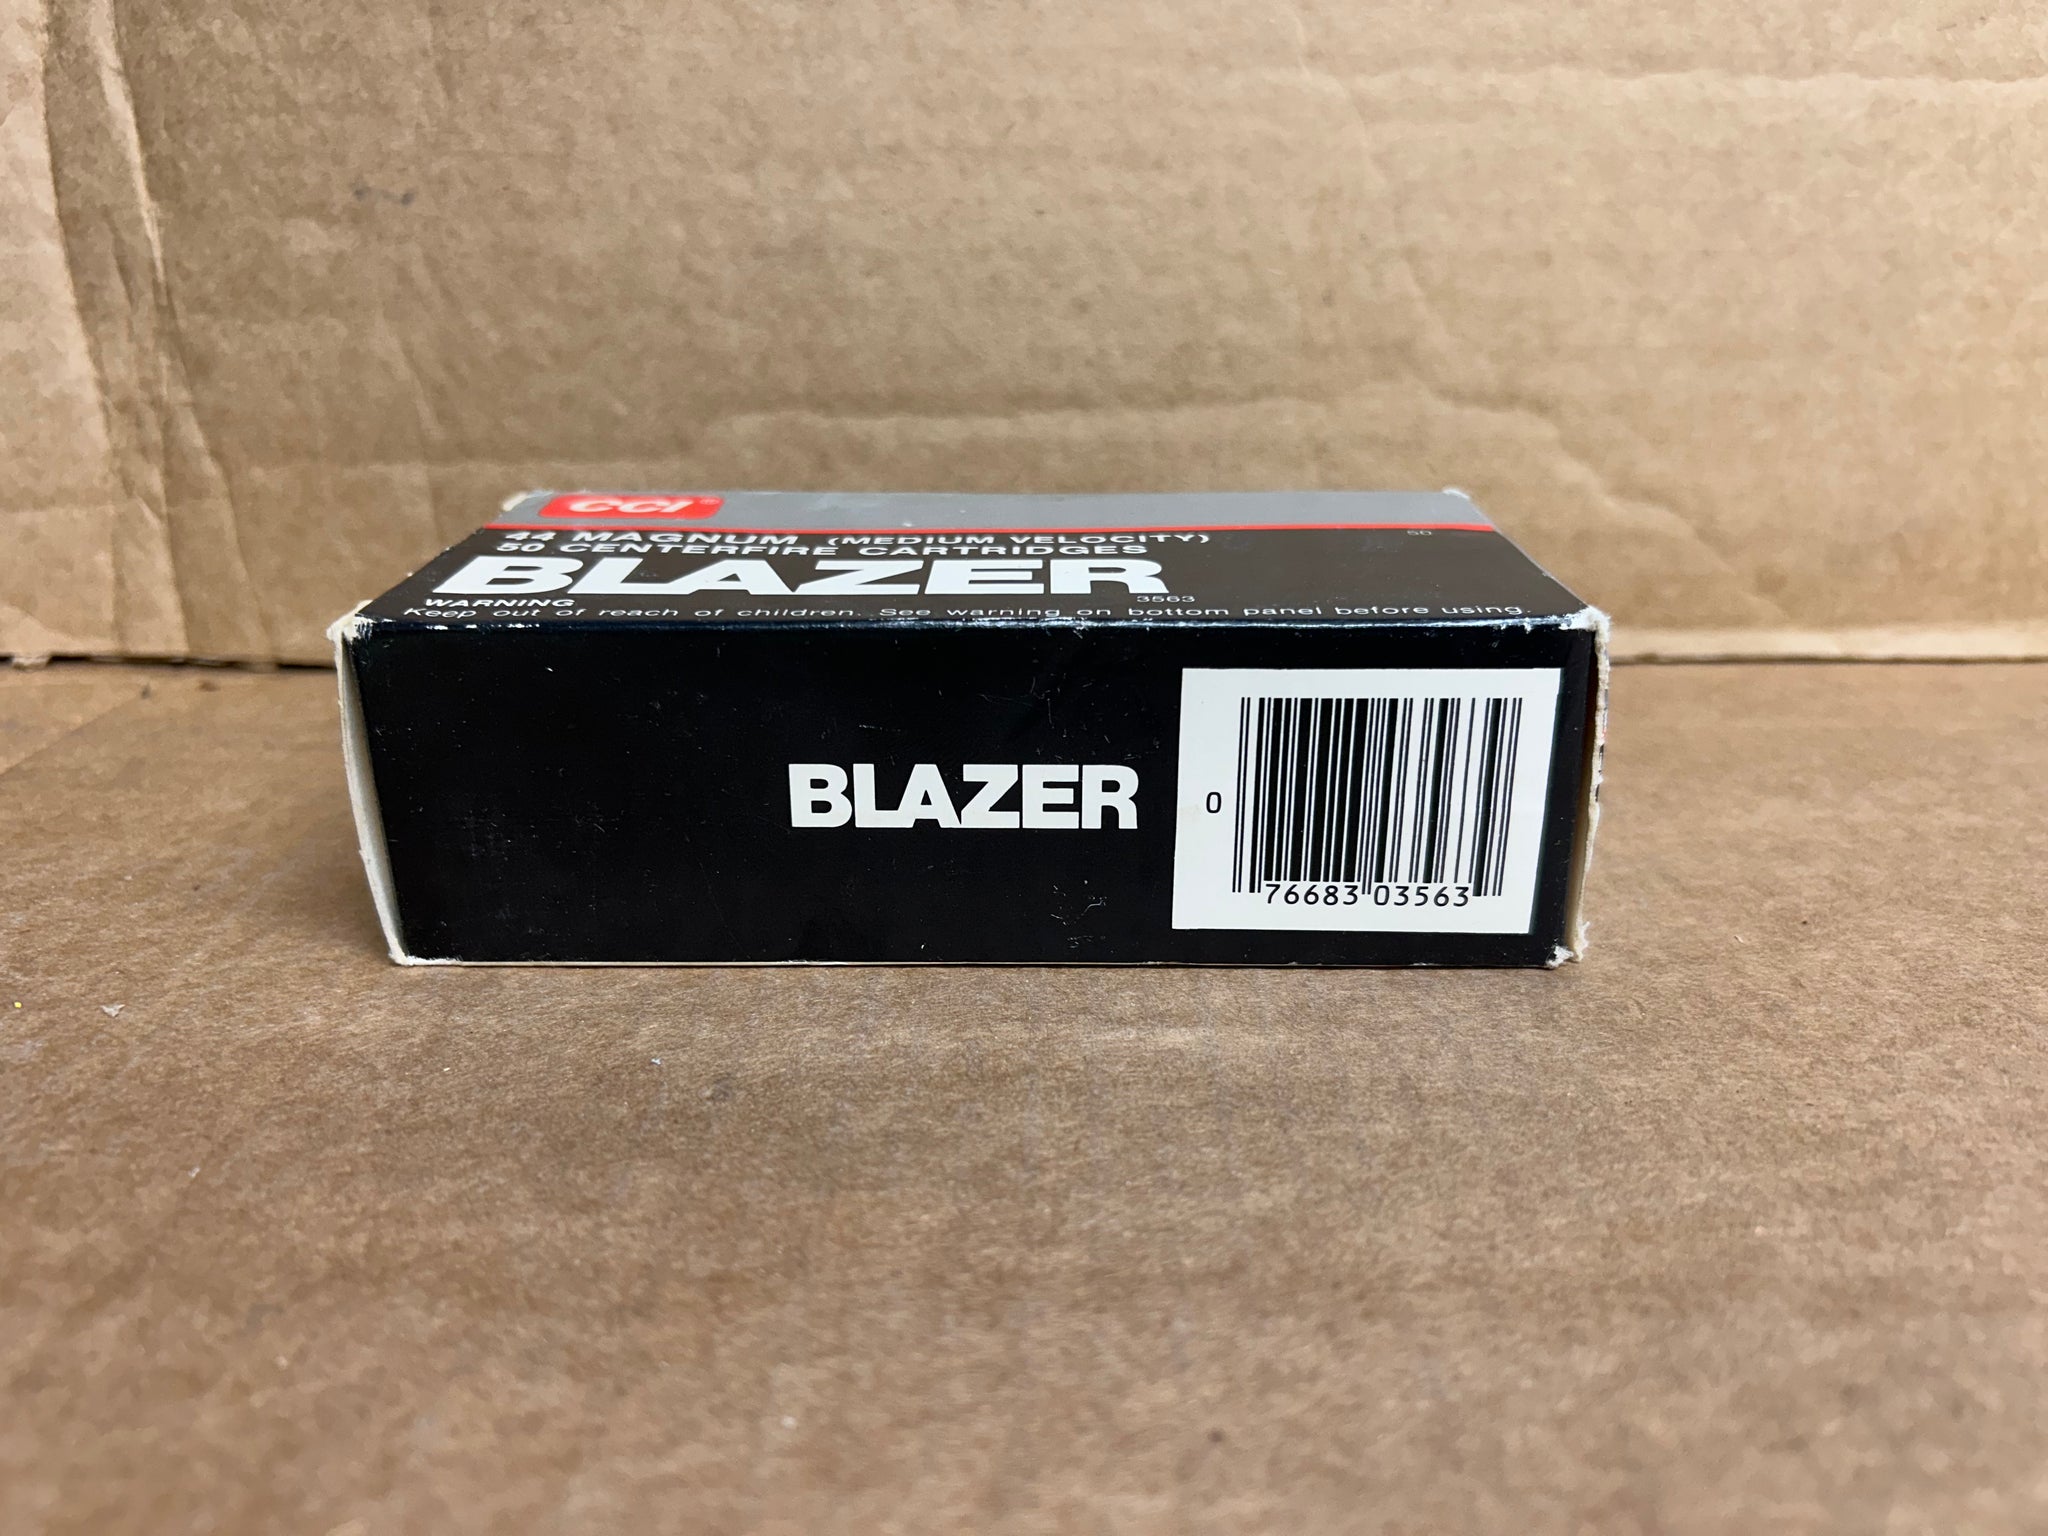 CCI®
44 MAGNUM (MEDIUM VELOCITY) 50
50 CENTERFIRE CARTRIDGES
BLAZER 3563
WARNING
Keep out of reach of children. See warning on bottom panel before using.
BLAZER
0 76683 03563